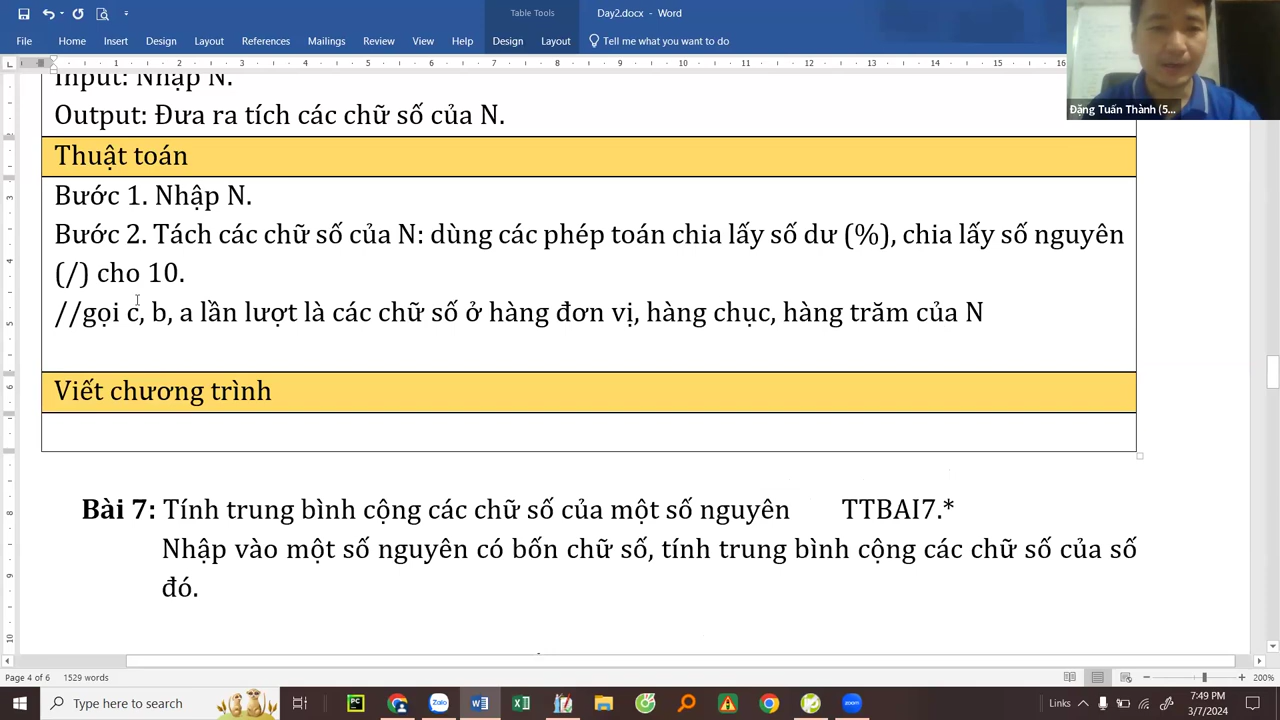 Table Tools
Day2.docx - Word
File Home Insert Design Layout References Mailings Review View Help Design Layout Tell me what you want to do
Đặng Tuấn Thành (5...
Input: Nhập N.
Output: Đưa ra tích các chữ số của N.
Thuật toán
Bước 1. Nhập N.
Bước 2. Tách các chữ số của N: dùng các phép toán chia lấy số dư (%), chia lấy số nguyên
(/) cho 10.
//gọi c, b, a lần lượt là các chữ số ở hàng đơn vị, hàng chục, hàng trăm của N
Viết chương trình
Bài 7: Tính trung bình cộng các chữ số của một số nguyên TTBAI7.*
Nhập vào một số nguyên có bốn chữ số, tính trung bình cộng các chữ số của số
đó.
Page 4 of 6 1529 words
200%
Type here to search
Links
7:49 PM
3/7/2024